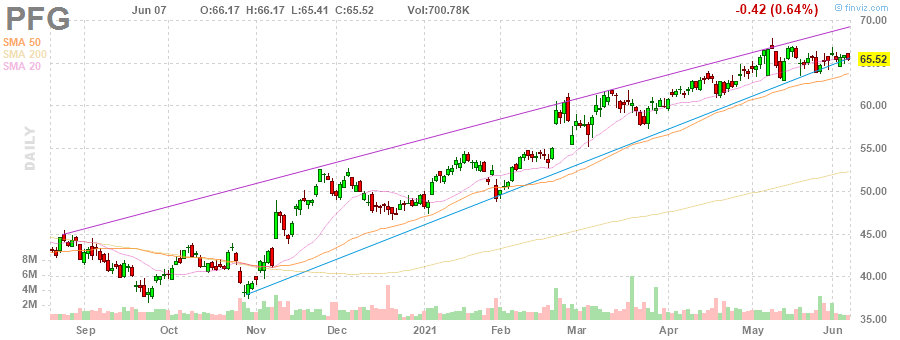 PFG Jun 07 O:66.17 H:66.17 L:65.41 C:65.52 Vol:700.78K -0.42 (0.64%) finviz.com
SMA 50
SMA 200
SMA 20
DAILY
70.00
65.52
60.00
55.00
50.00
45.00
40.00
35.00
8M
6M
4M
2M
Sep Oct Nov Dec 2021 Feb Mar Apr May Jun